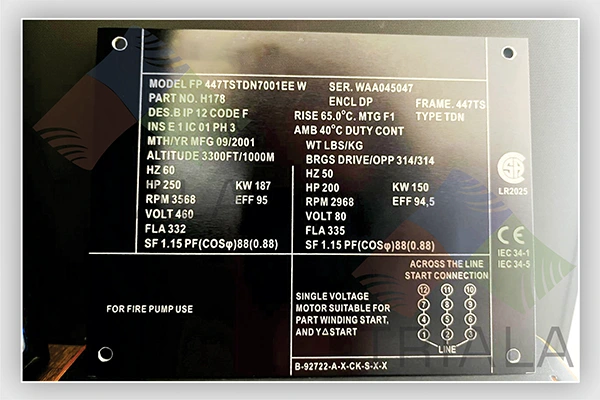 MODEL FP 447TSTDN7001EE W SER. WAA045047
PART NO. H178 ENCL DP FRAME. 447TS
DES.B IP 12 CODE F RISE 65.0°C. MTG F1 TYPE TDN
INS E 1 IC 01 PH 3 AMB 40°C DUTY CONT
MTH/YR MFG 09/2001 WT LBS/KG
ALTITUDE 3300FT/1000M BRGS DRIVE/OPP 314/314
HZ 60 HZ 50
HP 250 KW 187 HP 200 KW 150
RPM 3568 EFF 95 RPM 2968 EFF 94,5
VOLT 460 VOLT 80
FLA 332 FLA 335
SF 1.15 PF(COSφ)88(0.88) SF 1.15 PF(COSφ)88(0.88)
LR2025
CE
IEC 34-1
IEC 34-5
FOR FIRE PUMP USE
SINGLE VOLTAGE
MOTOR SUITABLE FOR
PART WINDING START,
AND Y△START
ACROSS THE LINE
START CONNECTION
12 11 10
7 8 9
6 4 5
1 2 3
LINE
B-92722-A-X-CK-S-X-X
TRIALA